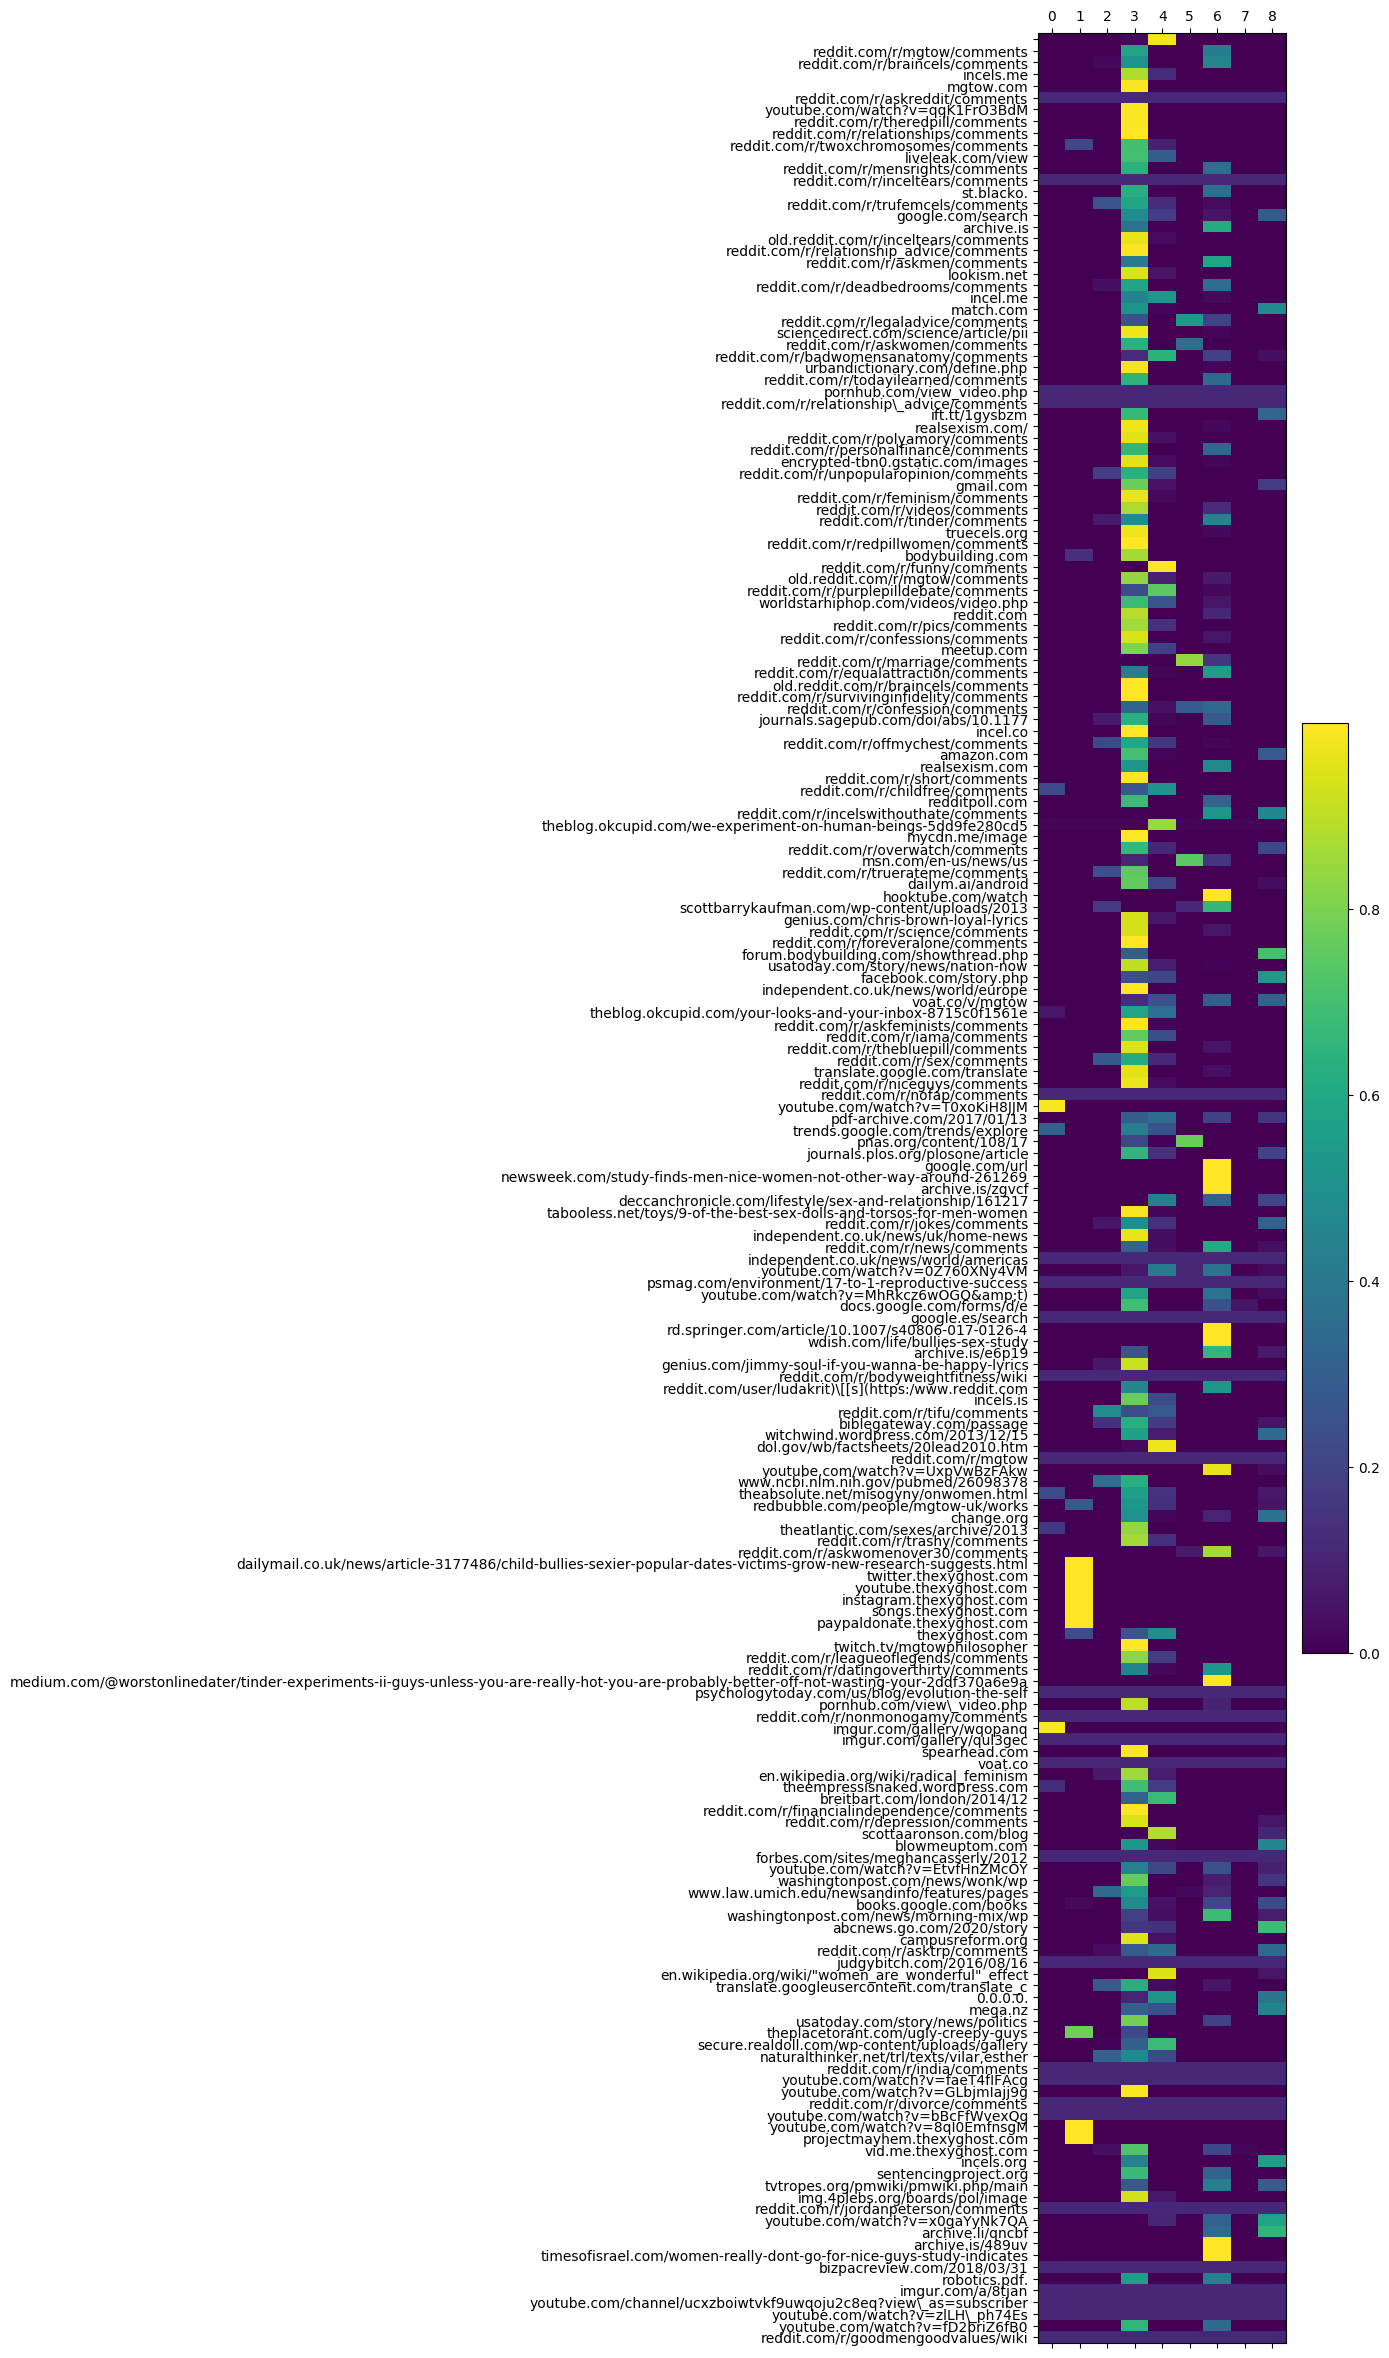 0 1 2 3 4 5 6 7 8
reddit.com/r/mgtow/comments
reddit.com/r/braincels/comments
incels.me
mgtow.com
reddit.com/r/askreddit/comments
youtube.com/watch?v=qqK1FrO3BdM
reddit.com/r/theredpill/comments
reddit.com/r/relationships/comments
reddit.com/r/twoxchromosomes/comments
liveleak.com/view
reddit.com/r/mensrights/comments
reddit.com/r/inceltears/comments
st.blacko.
reddit.com/r/trufemcels/comments
google.com/search
archive.is
old.reddit.com/r/inceltears/comments
reddit.com/r/relationship_advice/comments
reddit.com/r/askmen/comments
lookism.net
reddit.com/r/deadbedrooms/comments
incel.me
match.com
reddit.com/r/legaladvice/comments
sciencedirect.com/science/article/pii
reddit.com/r/askwomen/comments
reddit.com/r/badwomensanatomy/comments
urbandictionary.com/define.php
reddit.com/r/todayilearned/comments
pornhub.com/view_video.php
reddit.com/r/relationship\_advice/comments
ift.tt/1gysbzm
realsexism.com/
reddit.com/r/polyamory/comments
reddit.com/r/personalfinance/comments
encrypted-tbn0.gstatic.com/images
reddit.com/r/unpopularopinion/comments
gmail.com
reddit.com/r/feminism/comments
reddit.com/r/videos/comments
reddit.com/r/tinder/comments
truecels.org
reddit.com/r/redpillwomen/comments
bodybuilding.com
reddit.com/r/funny/comments
old.reddit.com/r/mgtow/comments
reddit.com/r/purplepilldebate/comments
worldstarhiphop.com/videos/video.php
reddit.com
reddit.com/r/pics/comments
reddit.com/r/confessions/comments
meetup.com
reddit.com/r/marriage/comments
reddit.com/r/equalattraction/comments
old.reddit.com/r/braincels/comments
reddit.com/r/survivinginfidelity/comments
reddit.com/r/confession/comments
journals.sagepub.com/doi/abs/10.1177
incel.co
reddit.com/r/offmychest/comments
amazon.com
realsexism.com
reddit.com/r/short/comments
reddit.com/r/childfree/comments
redditpoll.com
reddit.com/r/incelswithouthate/comments
theblog.okcupid.com/we-experiment-on-human-beings-5dd9fe280cd5
mycdn.me/image
reddit.com/r/overwatch/comments
msn.com/en-us/news/us
reddit.com/r/truerateme/comments
dailym.ai/android
hooktube.com/watch
scottbarrykaufman.com/wp-content/uploads/2013
genius.com/chris-brown-loyal-lyrics
reddit.com/r/science/comments
reddit.com/r/foreveralone/comments
forum.bodybuilding.com/showthread.php
usatoday.com/story/news/nation-now
facebook.com/story.php
independent.co.uk/news/world/europe
voat.co/v/mgtow
theblog.okcupid.com/your-looks-and-your-inbox-8715c0f1561e
reddit.com/r/askfeminists/comments
reddit.com/r/iama/comments
reddit.com/r/thebluepill/comments
reddit.com/r/sex/comments
translate.google.com/translate
reddit.com/r/niceguys/comments
reddit.com/r/nofap/comments
youtube.com/watch?v=T0xoKiH8JJM
pdf-archive.com/2017/01/13
trends.google.com/trends/explore
pnas.org/content/108/17
journals.plos.org/plosone/article
google.com/url
newsweek.com/study-finds-men-nice-women-not-other-way-around-261269
archive.is/zgvcf
deccanchronicle.com/lifestyle/sex-and-relationship/161217
tabooless.net/toys/9-of-the-best-sex-dolls-and-torsos-for-men-women
reddit.com/r/jokes/comments
independent.co.uk/news/uk/home-news
reddit.com/r/news/comments
independent.co.uk/news/world/americas
youtube.com/watch?v=0Z760XNy4VM
psmag.com/environment/17-to-1-reproductive-success
youtube.com/watch?v=MhRkcz6wOGQ&amp;t)
docs.google.com/forms/d/e
google.es/search
rd.springer.com/article/10.1007/s40806-017-0126-4
wdish.com/life/bullies-sex-study
archive.is/e6p19
genius.com/jimmy-soul-if-you-wanna-be-happy-lyrics
reddit.com/r/bodyweightfitness/wiki
reddit.com/user/ludakrit)\[[s](https:/www.reddit.com
incels.is
reddit.com/r/tifu/comments
biblegateway.com/passage
witchwind.wordpress.com/2013/12/15
dol.gov/wb/factsheets/20lead2010.htm
reddit.com/r/mgtow
youtube.com/watch?v=UxpVwBzFAkw
www.ncbi.nlm.nih.gov/pubmed/26098378
theabsolute.net/misogyny/onwomen.html
redbubble.com/people/mgtow-uk/works
change.org
theatlantic.com/sexes/archive/2013
reddit.com/r/trashy/comments
reddit.com/r/askwomenover30/comments
dailymail.co.uk/news/article-3177486/child-bullies-sexier-popular-dates-victims-grow-new-research-suggests.html
twitter.thexyghost.com
youtube.thexyghost.com
instagram.thexyghost.com
songs.thexyghost.com
paypaldonate.thexyghost.com
thexyghost.com
twitch.tv/mgtowphilosopher
reddit.com/r/leagueoflegends/comments
reddit.com/r/datingoverthirty/comments
medium.com/@worstonlinedater/tinder-experiments-ii-guys-unless-you-are-really-hot-you-are-probably-better-off-not-wasting-your-2ddf370a6e9a
psychologytoday.com/us/blog/evolution-the-self
pornhub.com/view\_video.php
reddit.com/r/nonmonogamy/comments
imgur.com/gallery/wqopanq
imgur.com/gallery/qul3gec
spearhead.com
voat.co
en.wikipedia.org/wiki/radical_feminism
theempressisnaked.wordpress.com
breitbart.com/london/2014/12
reddit.com/r/financialindependence/comments
reddit.com/r/depression/comments
scottaaronson.com/blog
blowmeuptom.com
forbes.com/sites/meghancasserly/2012
youtube.com/watch?v=EtvfHnZMcOY
washingtonpost.com/news/wonk/wp
www.law.umich.edu/newsandinfo/features/pages
books.google.com/books
washingtonpost.com/news/morning-mix/wp
abcnews.go.com/2020/story
campusreform.org
reddit.com/r/asktrp/comments
judgybitch.com/2016/08/16
en.wikipedia.org/wiki/"women_are_wonderful"_effect
translate.googleusercontent.com/translate_c
0.0.0.0.
mega.nz
usatoday.com/story/news/politics
theplacetorant.com/ugly-creepy-guys
secure.realdoll.com/wp-content/uploads/gallery
naturalthinker.net/trl/texts/vilar,esther
reddit.com/r/india/comments
youtube.com/watch?v=faeT4fIFAcg
youtube.com/watch?v=GLbjmIajj9g
reddit.com/r/divorce/comments
youtube.com/watch?v=bBcFfWvexQg
youtube.com/watch?v=8qI0EmfnsgM
projectmayhem.thexyghost.com
vid.me.thexyghost.com
incels.org
sentencingproject.org
tvtropes.org/pmwiki/pmwiki.php/main
img.4plebs.org/boards/pol/image
reddit.com/r/jordanpeterson/comments
youtube.com/watch?v=x0gaYyNk7QA
archive.li/qncbf
archive.is/489uv
timesofisrael.com/women-really-dont-go-for-nice-guys-study-indicates
bizpacreview.com/2018/03/31
robotics.pdf.
imgur.com/a/8tjan
youtube.com/channel/ucxzboiwtvkf9uwqoju2c8eq?view\_as=subscriber
youtube.com/watch?v=zlLH\_ph74Es
youtube.com/watch?v=fD2briZ6fB0
reddit.com/r/goodmengoodvalues/wiki
0.8
0.6
0.4
0.2
0.0